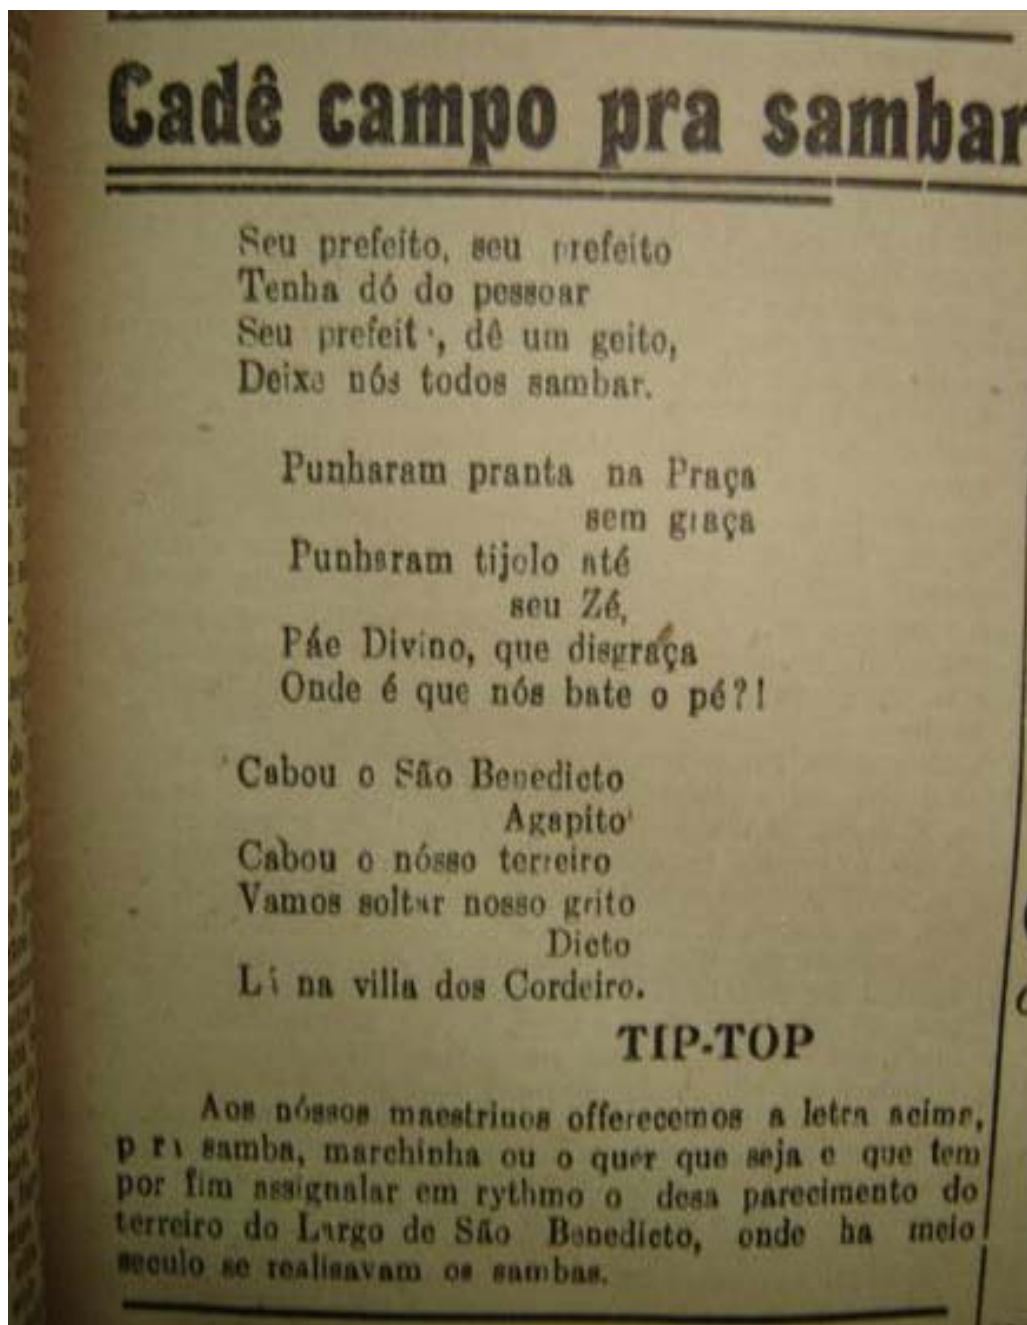 Cadê campo pra sambar
Seu prefeito, seu prefeito
Tenha dó do pessoar
Seu prefeit, dê um geito,
Deixe nós todos sambar.
Punharam pranta na Praça
sem graça
Punharam tijolo até
seu Zé,
Páe Divino, que disgraça
Onde é que nós bate o pé?!
Cabou o São Benedicto
Agapito
Cabou o nósso terreiro
Vamos soltar nosso grito
Dicto
Lí na villa dos Cordeiro.
TIP-TOP
Aos nóssos maestrinos offerecemos a letra acima,
samba, marchinha ou o quer que seja e que tem
por fim assignalar em rythmo o desa parecimento do
terreiro do Largo de São Benedicto, onde ha meio
seculo se realisavam os sambas.